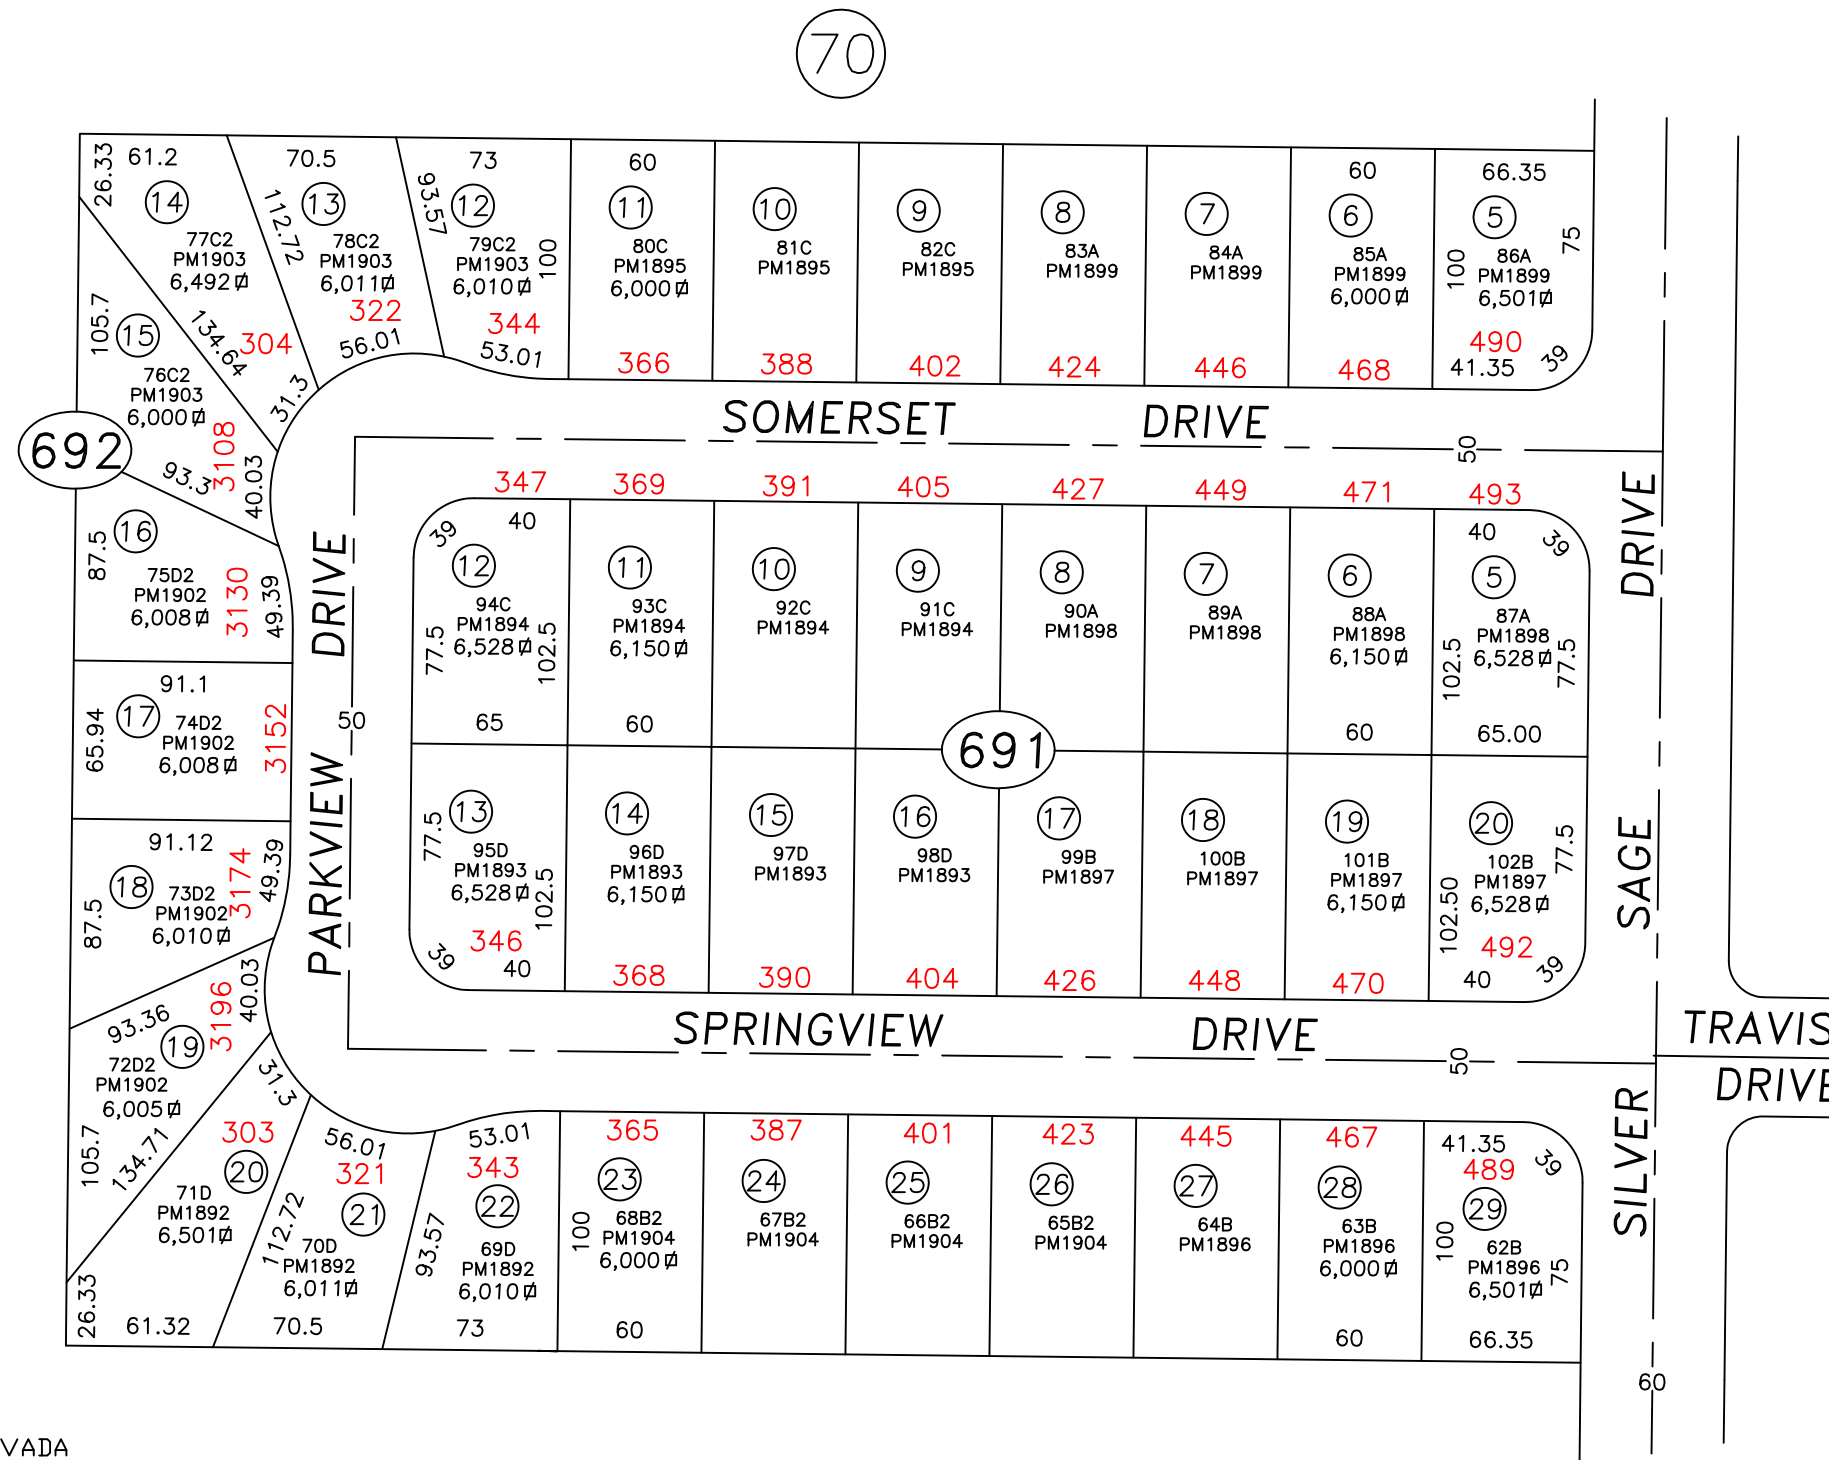 70
61.2
26.33
14
77C2
PM1903
6,492
304
31.3
134.64
70.5
112.72
13
78C2
PM1903
6,011
322
56.01
73
93.57
12
79C2
PM1903
6,010
100
344
53.01
60
11
80C
PM1895
6,000
366
10
81C
PM1895
388
9
82C
PM1895
402
8
83A
PM1899
424
7
84A
PM1899
446
60
6
85A
PM1899
6,000
468
66.35
5
75
100
86A
PM1899
6,501
490
41.35
39
105.7
15
76C2
PM1903
6,000
3108
692
93.3
40.03
SOMERSET DRIVE
50
87.5
16
75D2
PM1902
6,008
3130
49.39
91.1
65.94
17
74D2
PM1902
6,008
3152
91.12
87.5
18
73D2
PM1902
6,010
3174
49.39
93.36
40.03
3196
19
72D2
PM1902
6,005
105.7
134.71
31.3
PARKVIEW DRIVE
50
347
39
40
12
94C
PM1894
6,528
77.5
102.5
65
369
11
93C
PM1894
6,150
60
391
10
92C
PM1894
405
9
91C
PM1894
427
8
90A
PM1898
449
7
89A
PM1898
471
6
88A
PM1898
6,150
60
493
40
39
5
87A
PM1898
6,528
102.5
77.5
65.00
691
77.5
13
95D
PM1893
6,528
102.5
346
39
40
14
96D
PM1893
6,150
368
15
97D
PM1893
390
16
98D
PM1893
404
17
99B
PM1897
426
18
100B
PM1897
448
19
101B
PM1897
6,150
470
20
77.5
102B
PM1897
6,528
102.50
492
40
39
SPRINGVIEW DRIVE
50
SILVER SAGE DRIVE
TRAVIS
DRIVE
303
20
71D
PM1892
6,501
26.33
61.32
56.01
321
21
112.72
70D
PM1892
6,011
70.5
53.01
343
22
93.57
69D
PM1892
6,010
73
365
23
100
68B2
PM1904
6,000
60
387
24
67B2
PM1904
401
25
66B2
PM1904
423
26
65B2
PM1904
445
27
64B
PM1896
467
28
63B
PM1896
6,000
60
41.35
39
489
29
100
62B
PM1896
75
6,501
66.35
60
VADA